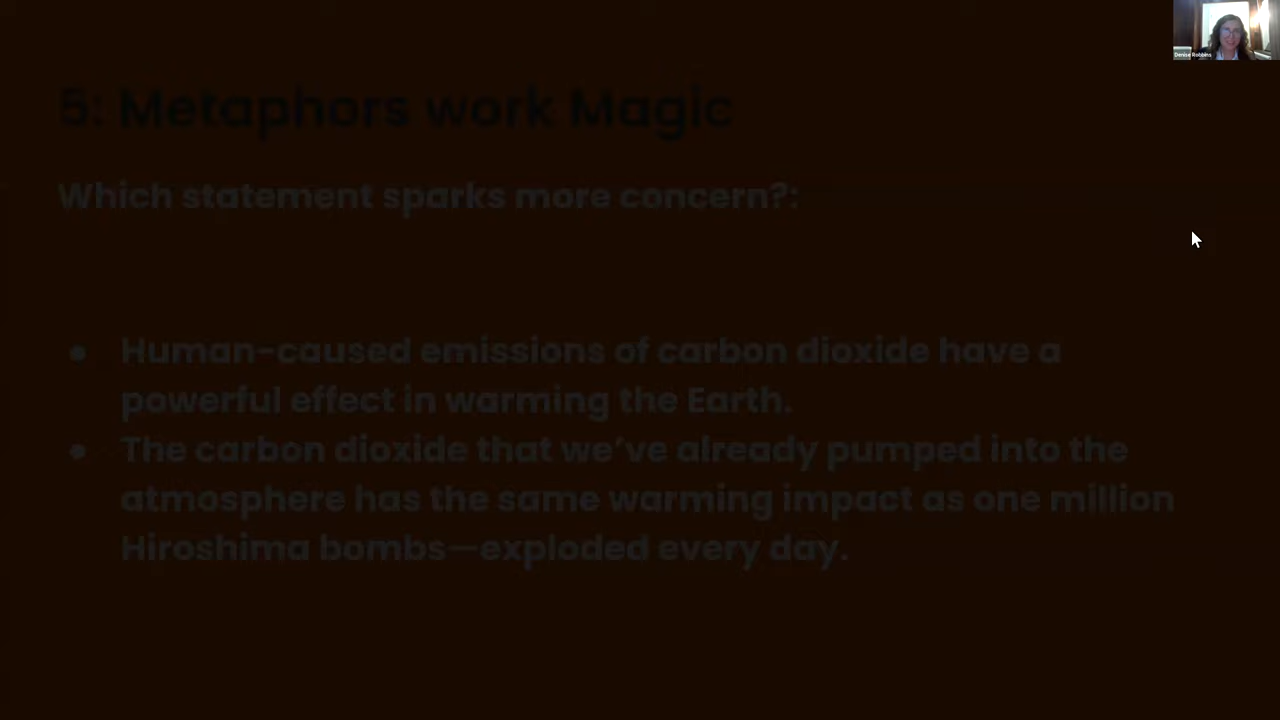 5: Metaphors work Magic
Which statement sparks more concern?:
● Human-caused emissions of carbon dioxide have a
powerful effect in warming the Earth.
● The carbon dioxide that we’ve already pumped into the
atmosphere has the same warming impact as one million
Hiroshima bombs—exploded every day.
Denise Robbins